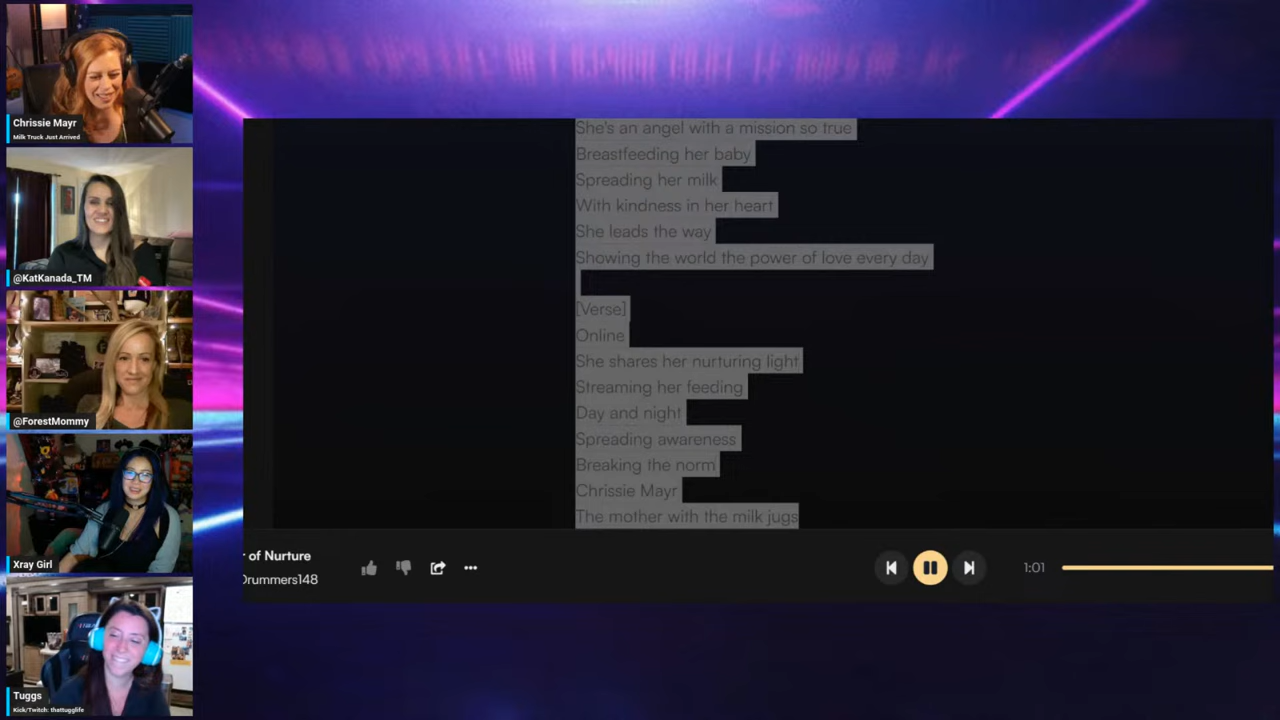 Chrissie Mayr
Milk Truck Just Arrived
@KatKanada_TM
@ForestMommy
Xray Girl
Tuggs
Kick/Twitch: thattugglife
She's an angel with a mission so true
Breastfeeding her baby
Spreading her milk
With kindness in her heart
She leads the way
Showing the world the power of love every day
[Verse]
Online
She shares her nurturing light
Streaming her feeding
Day and night
Spreading awareness
Breaking the norm
Chrissie Mayr
The mother with the milk jugs
of Nurture
Drummers148
1:01